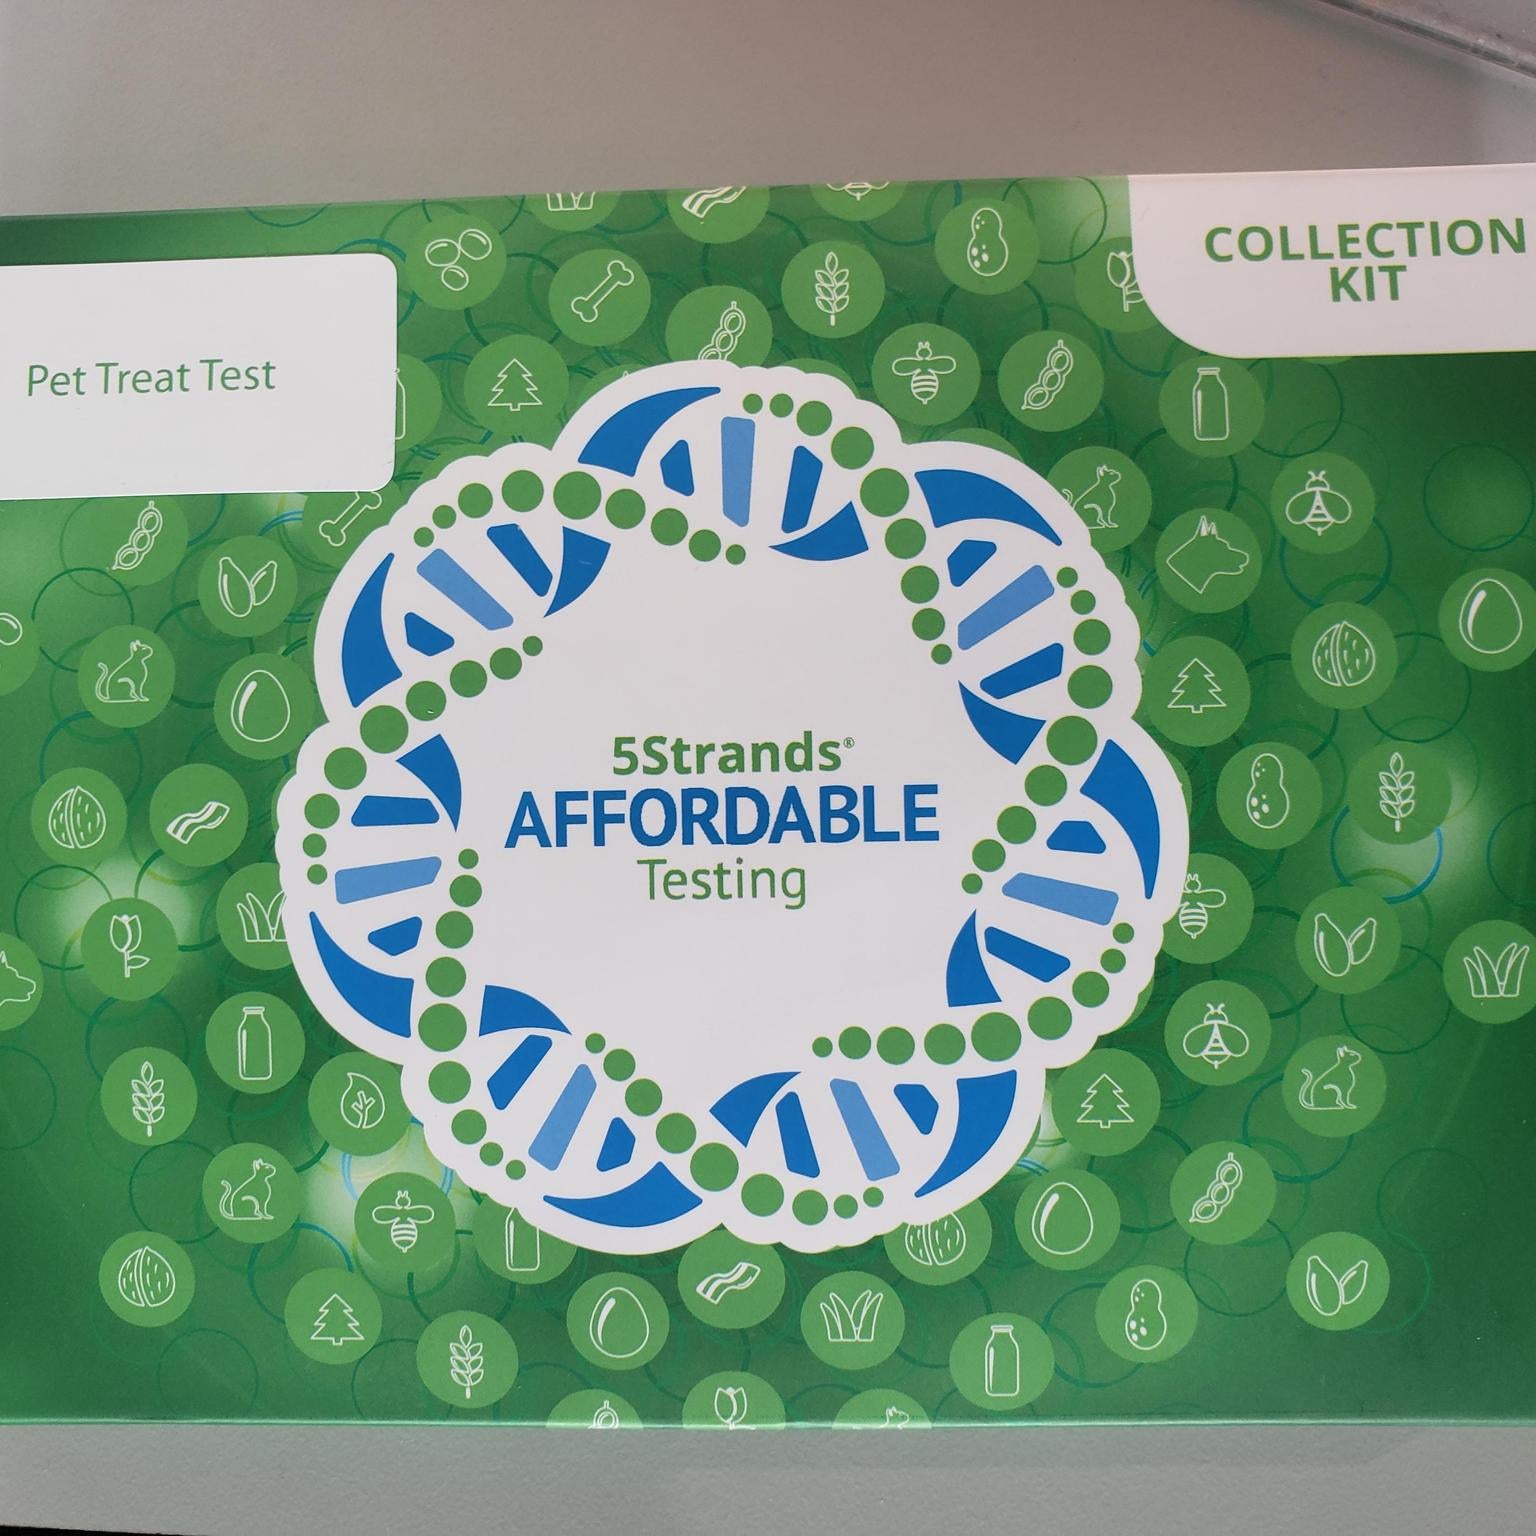 Pet Treat Test
COLLECTION
KIT
5Strands®
AFFORDABLE
Testing